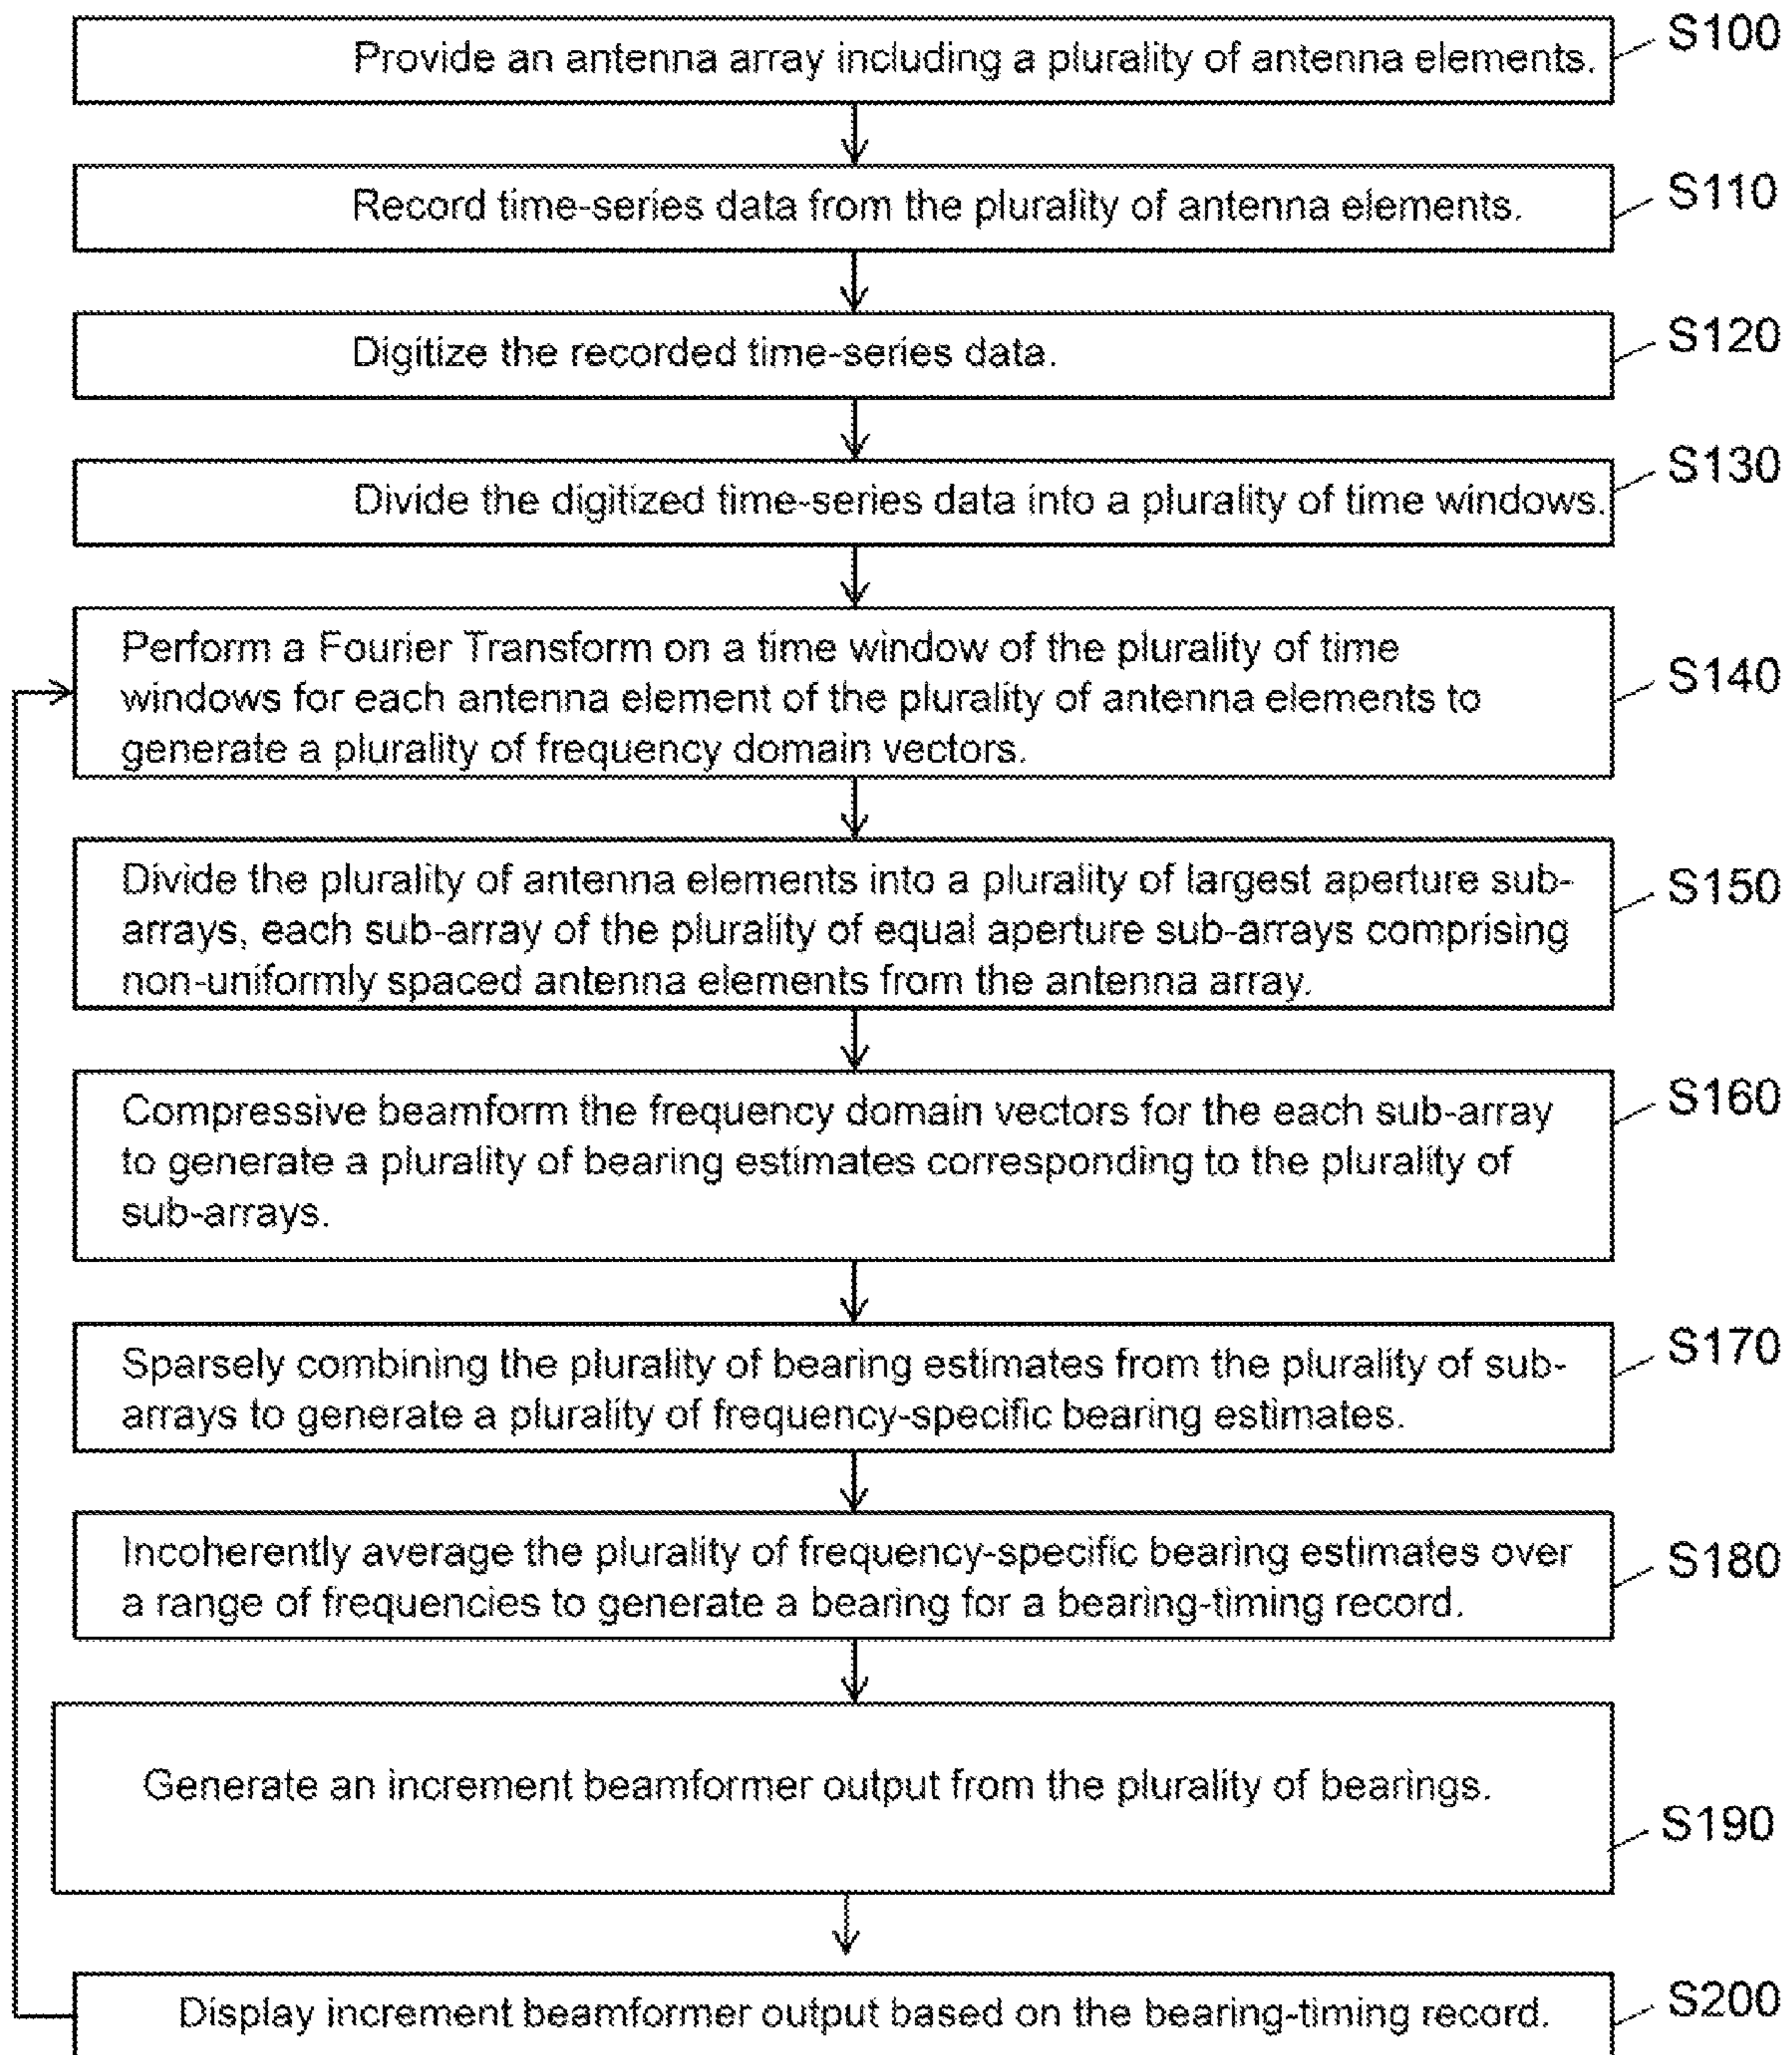 S100
Provide an antenna array including a plurality of antenna elements.
S110
Record time-series data from the plurality of antenna elements.
S120
Digitize the recorded time-series data.
S130
Divide the digitized time-series data into a plurality of time windows.
S140
Perform a Fourier Transform on a time window of the plurality of time
windows for each antenna element of the plurality of antenna elements to
generate a plurality of frequency domain vectors.
S150
Divide the plurality of antenna elements into a plurality of largest aperture sub-
arrays, each sub-array of the plurality of equal aperture sub-arrays comprising
non-uniformly spaced antenna elements from the antenna array.
S160
Compressive beamform the frequency domain vectors for the each sub-array
to generate a plurality of bearing estimates corresponding to the plurality of
sub-arrays.
S170
Sparsely combining the plurality of bearing estimates from the plurality of sub-
arrays to generate a plurality of frequency-specific bearing estimates.
S180
Incoherently average the plurality of frequency-specific bearing estimates over
a range of frequencies to generate a bearing for a bearing-timing record.
Generate an increment beamformer output from the plurality of bearings.
S190
S200
Display increment beamformer output based on the bearing-timing record.